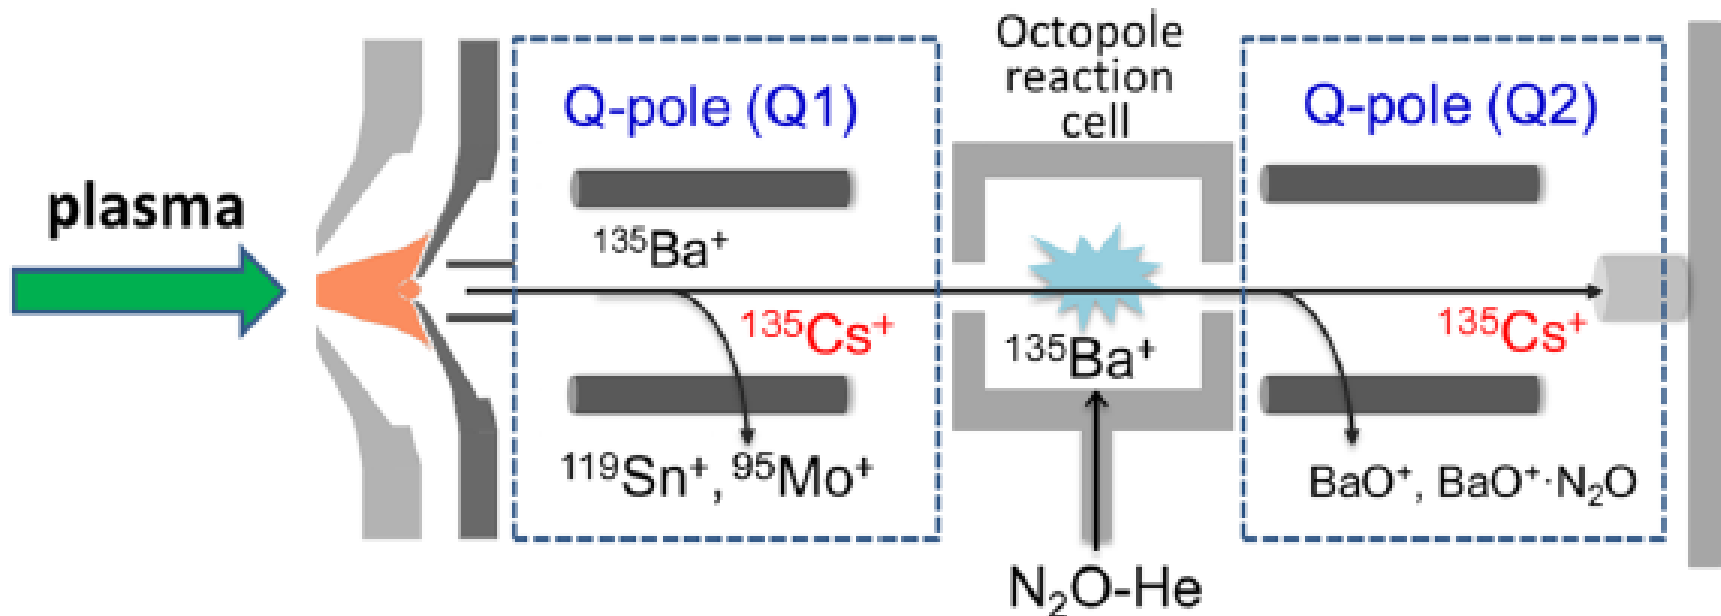 plasma
Q-pole (Q1)
¹³⁵Ba⁺
¹³⁵Cs⁺
¹¹⁹Sn⁺, ⁹⁵Mo⁺
Octopole
reaction
cell
¹³⁵Ba⁺
N₂O-He
Q-pole (Q2)
¹³⁵Cs⁺
BaO⁺, BaO⁺·N₂O